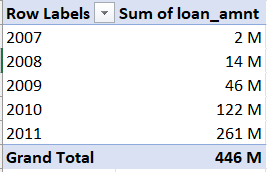 Row Labels Sum of loan_amnt
2007 2 M
2008 14 M
2009 46 M
2010 122 M
2011 261 M
Grand Total 446 M